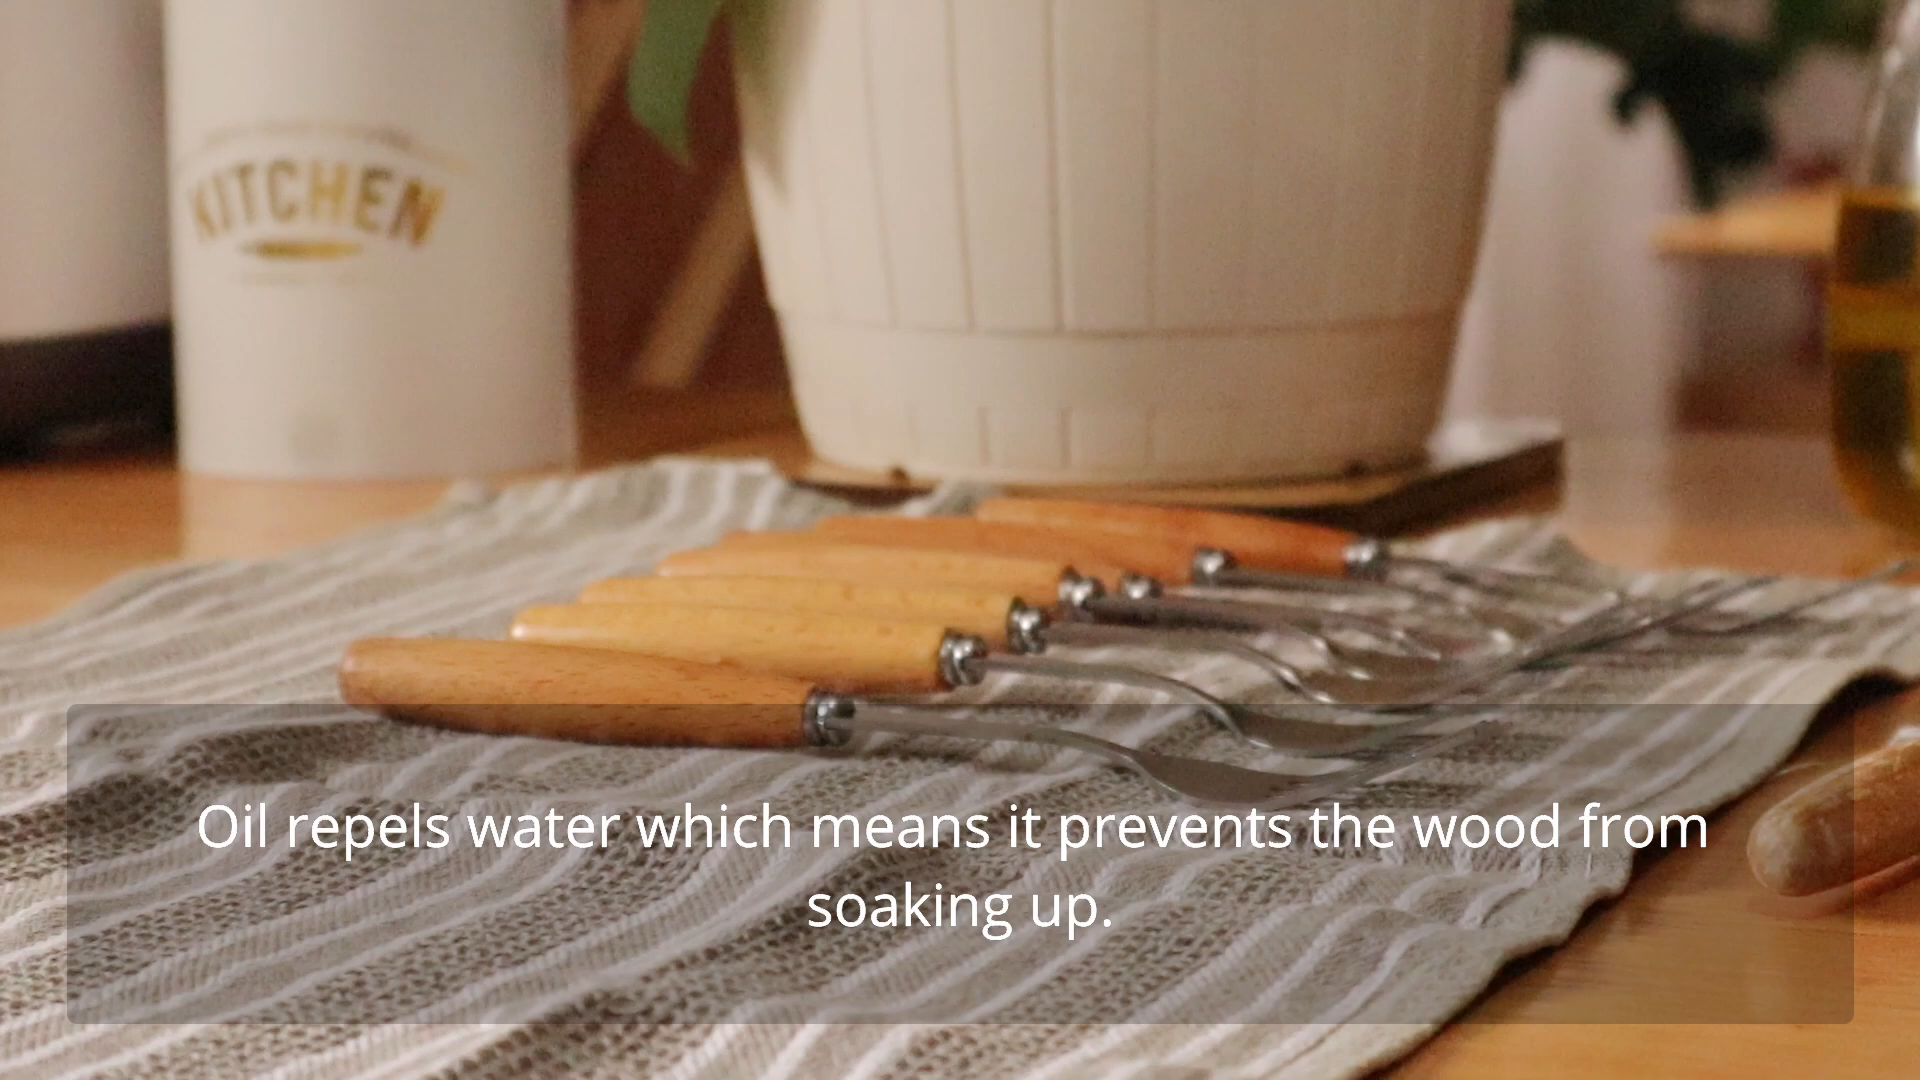 KITCHEN
Oil repels water which means it prevents the wood from
soaking up.